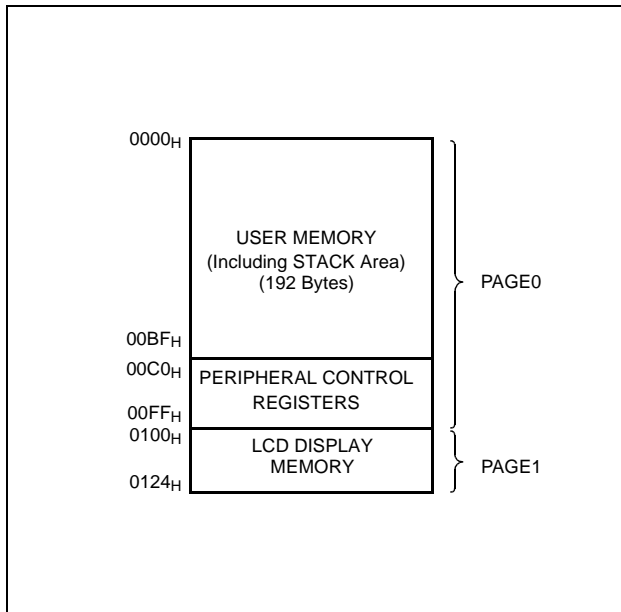 0000H
USER MEMORY
(Including STACK Area)
(192 Bytes)
PAGE0
00BFH
00C0H
PERIPHERAL CONTROL
REGISTERS
00FFH
0100H
LCD DISPLAY
MEMORY
PAGE1
0124H